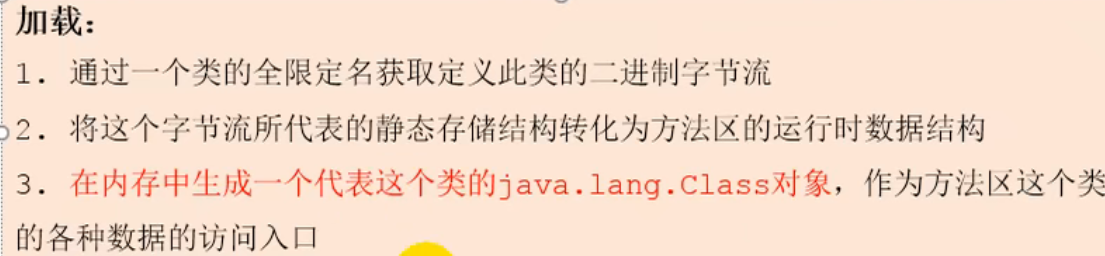 加载：
1. 通过一个类的全限定名获取定义此类的二进制字节流
2. 将这个字节流所代表的静态存储结构转化为方法区的运行时数据结构
3. 在内存中生成一个代表这个类的java.lang.Class对象，作为方法区这个类
的各种数据的访问入口